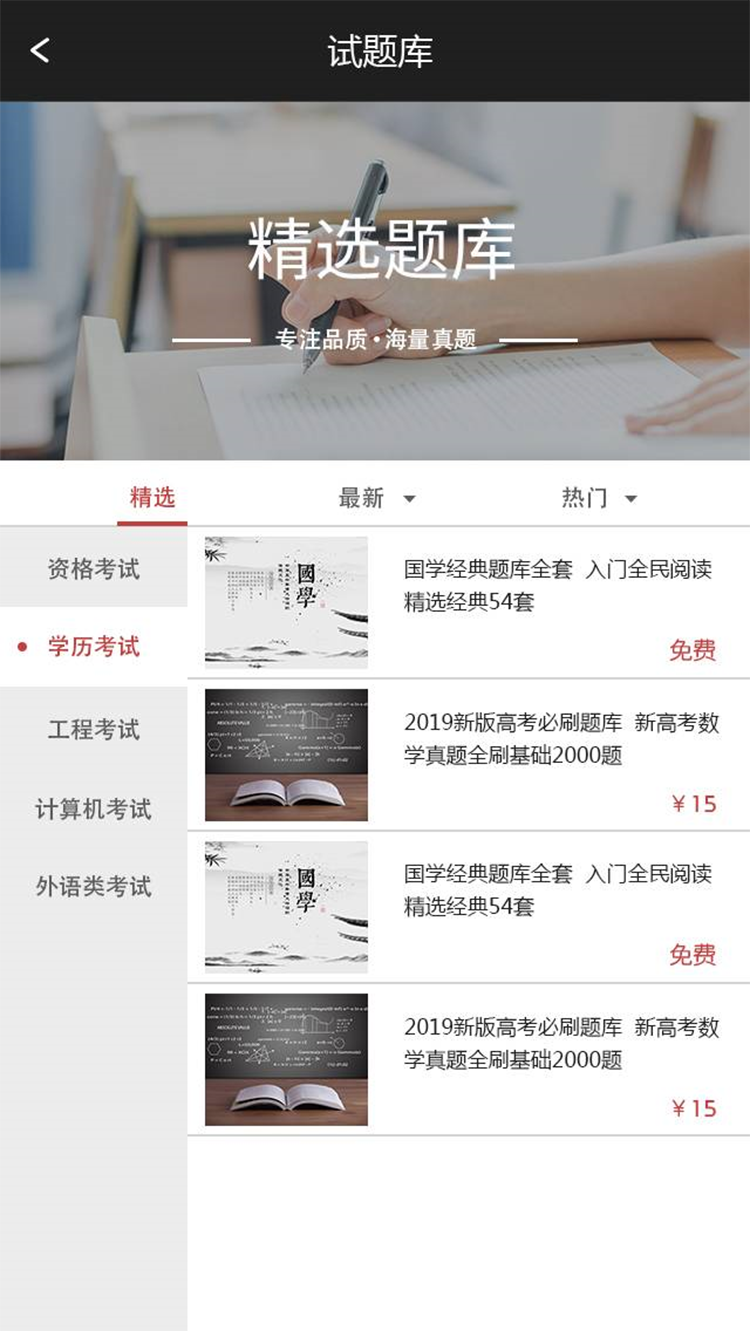 试题库
精选题库
专注品质·海量真题
精选
最新
热门
资格考试
学历考试
工程考试
计算机考试
外语类考试
國學
国学经典题库全套 入门全民阅读
精选经典54套
免费
2019新版高考必刷题库 新高考数
学真题全刷基础2000题
¥15
國學
国学经典题库全套 入门全民阅读
精选经典54套
免费
2019新版高考必刷题库 新高考数
学真题全刷基础2000题
¥15